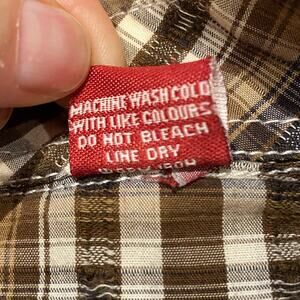 MACHINE WASH COLD
WITH LIKE COLOURS
DO NOT BLEACH
LINE DRY